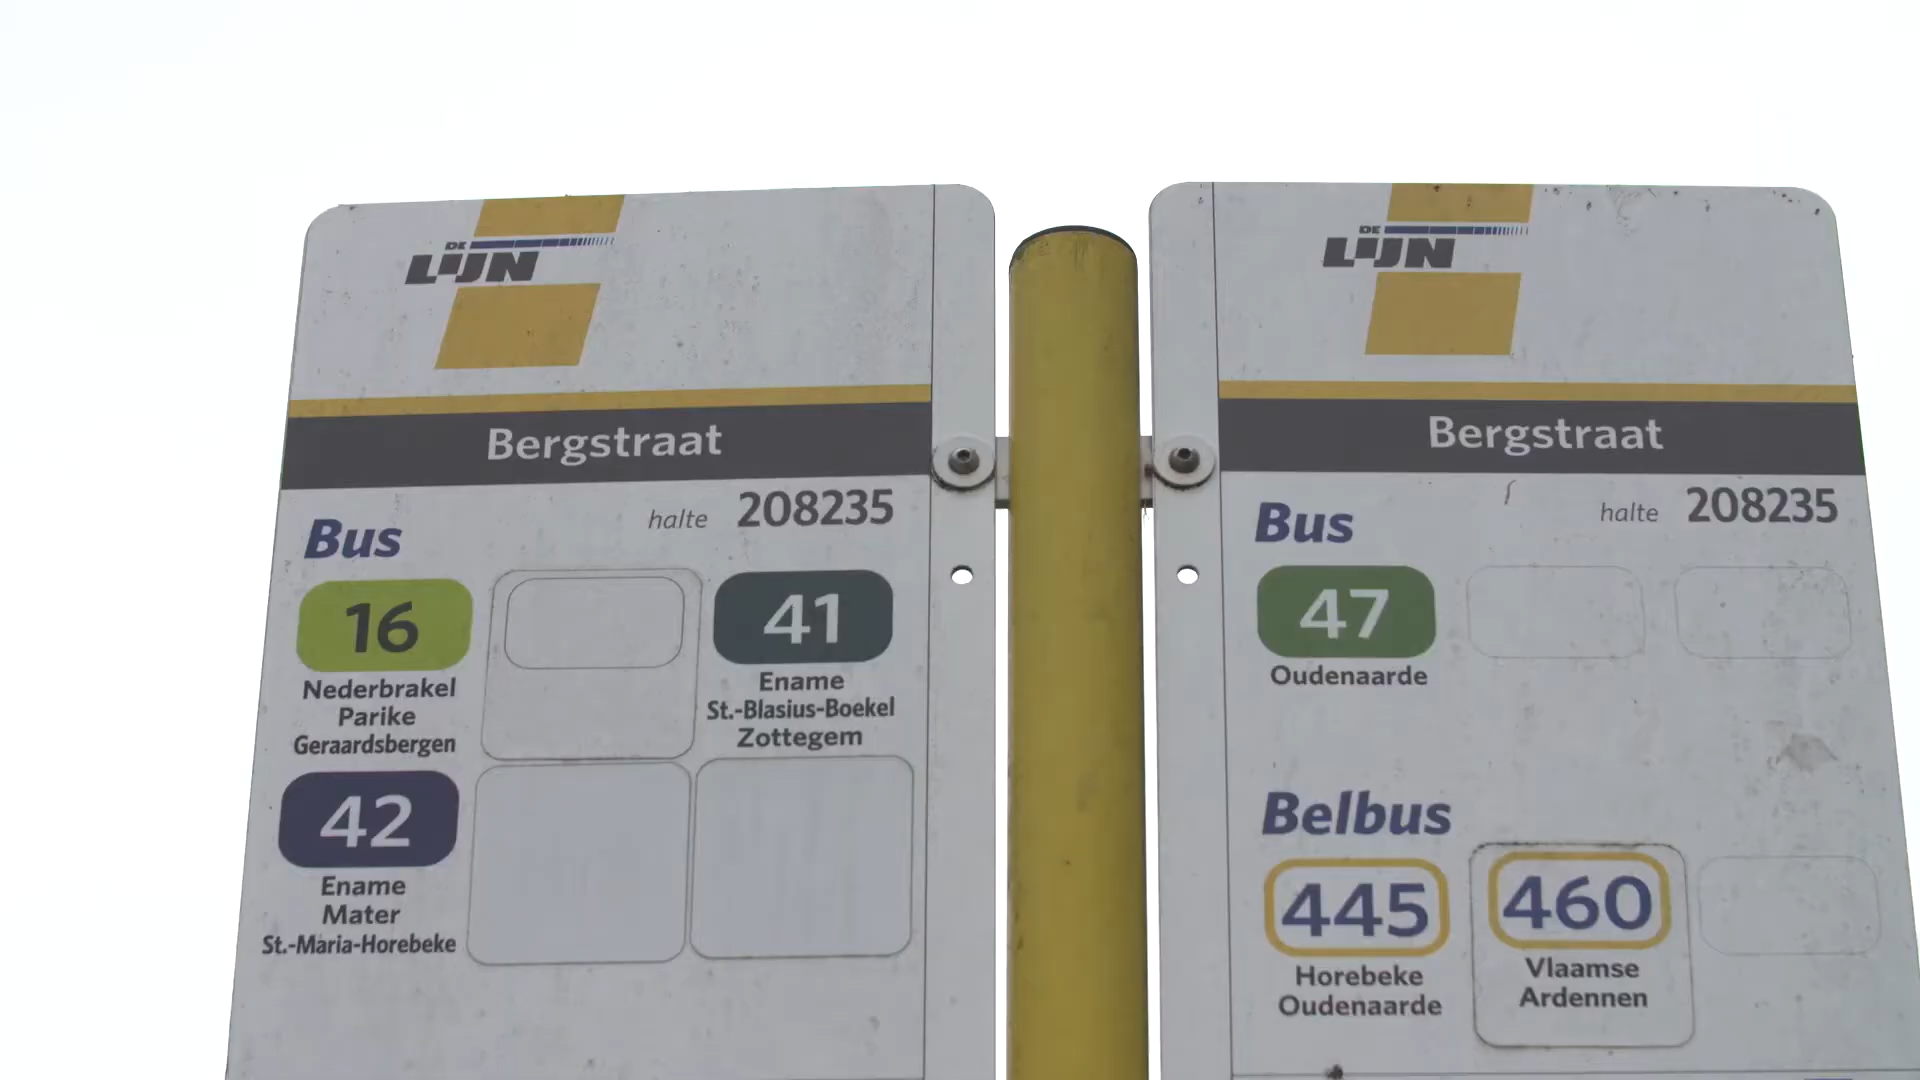 DE
LIJN
Bergstraat
halte 208235
Bus
16
Nederbrakel
Parike
Geraardsbergen
41
Ename
St.-Blasius-Boekel
Zottegem
42
Ename
Mater
St.-Maria-Horebeke
DE
LIJN
Bergstraat
halte 208235
Bus
47
Oudenaarde
Belbus
445
Horebeke
Oudenaarde
460
Vlaamse
Ardennen